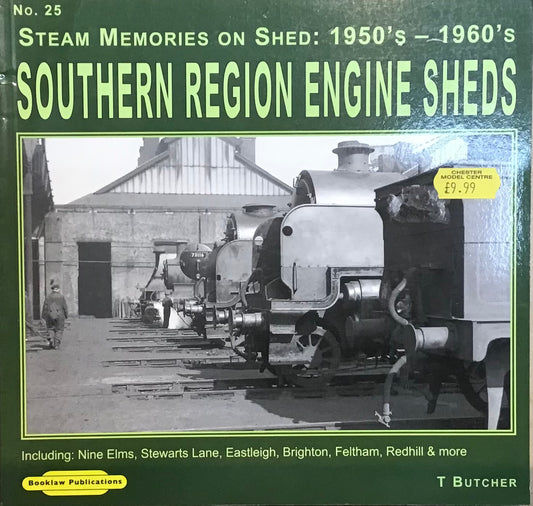 No. 25
STEAM MEMORIES ON SHED: 1950'S – 1960'S
SOUTHERN REGION ENGINE SHEDS
CHESTER
MODEL CENTRE
£9.99
73116
Including: Nine Elms, Stewarts Lane, Eastleigh, Brighton, Feltham, Redhill & more
Booklaw Publications
T BUTCHER